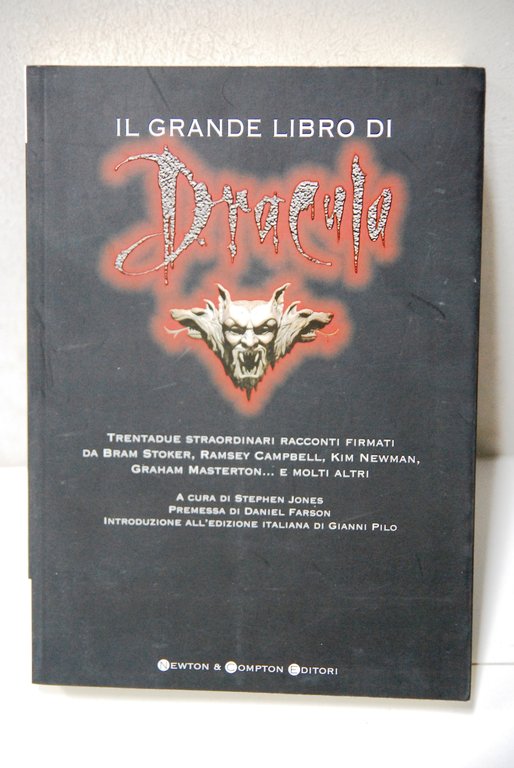 IL GRANDE LIBRO DI
Dracula
TRENTADUE STRAORDINARI RACCONTI FIRMATI
DA BRAM STOKER, RAMSEY CAMPBELL, KIM NEWMAN,
GRAHAM MASTERTON... E MOLTI ALTRI
A CURA DI STEPHEN JONES
PREMESSA DI DANIEL FARSON
INTRODUZIONE ALL'EDIZIONE ITALIANA DI GIANNI PILO
NEWTON & COMPTON EDITORI